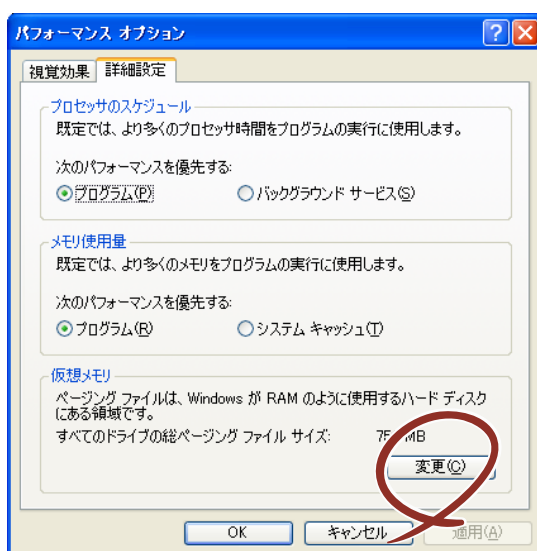 パフォーマンス オプション
視覚効果 詳細設定
プロセッサのスケジュール
既定では、より多くのプロセッサ時間をプログラムの実行に使用します。
次のパフォーマンスを優先する:
プログラム(P) バックグラウンド サービス(S)
メモリ使用量
既定では、より多くのメモリをプログラムの実行に使用します。
次のパフォーマンスを優先する:
プログラム(R) システム キャッシュ(T)
仮想メモリ
ページング ファイルは、Windows が RAM のように使用するハード ディスク
にある領域です。
すべてのドライブの総ページング ファイル サイズ: MB
変更(C)
OK キャンセル 適用(A)